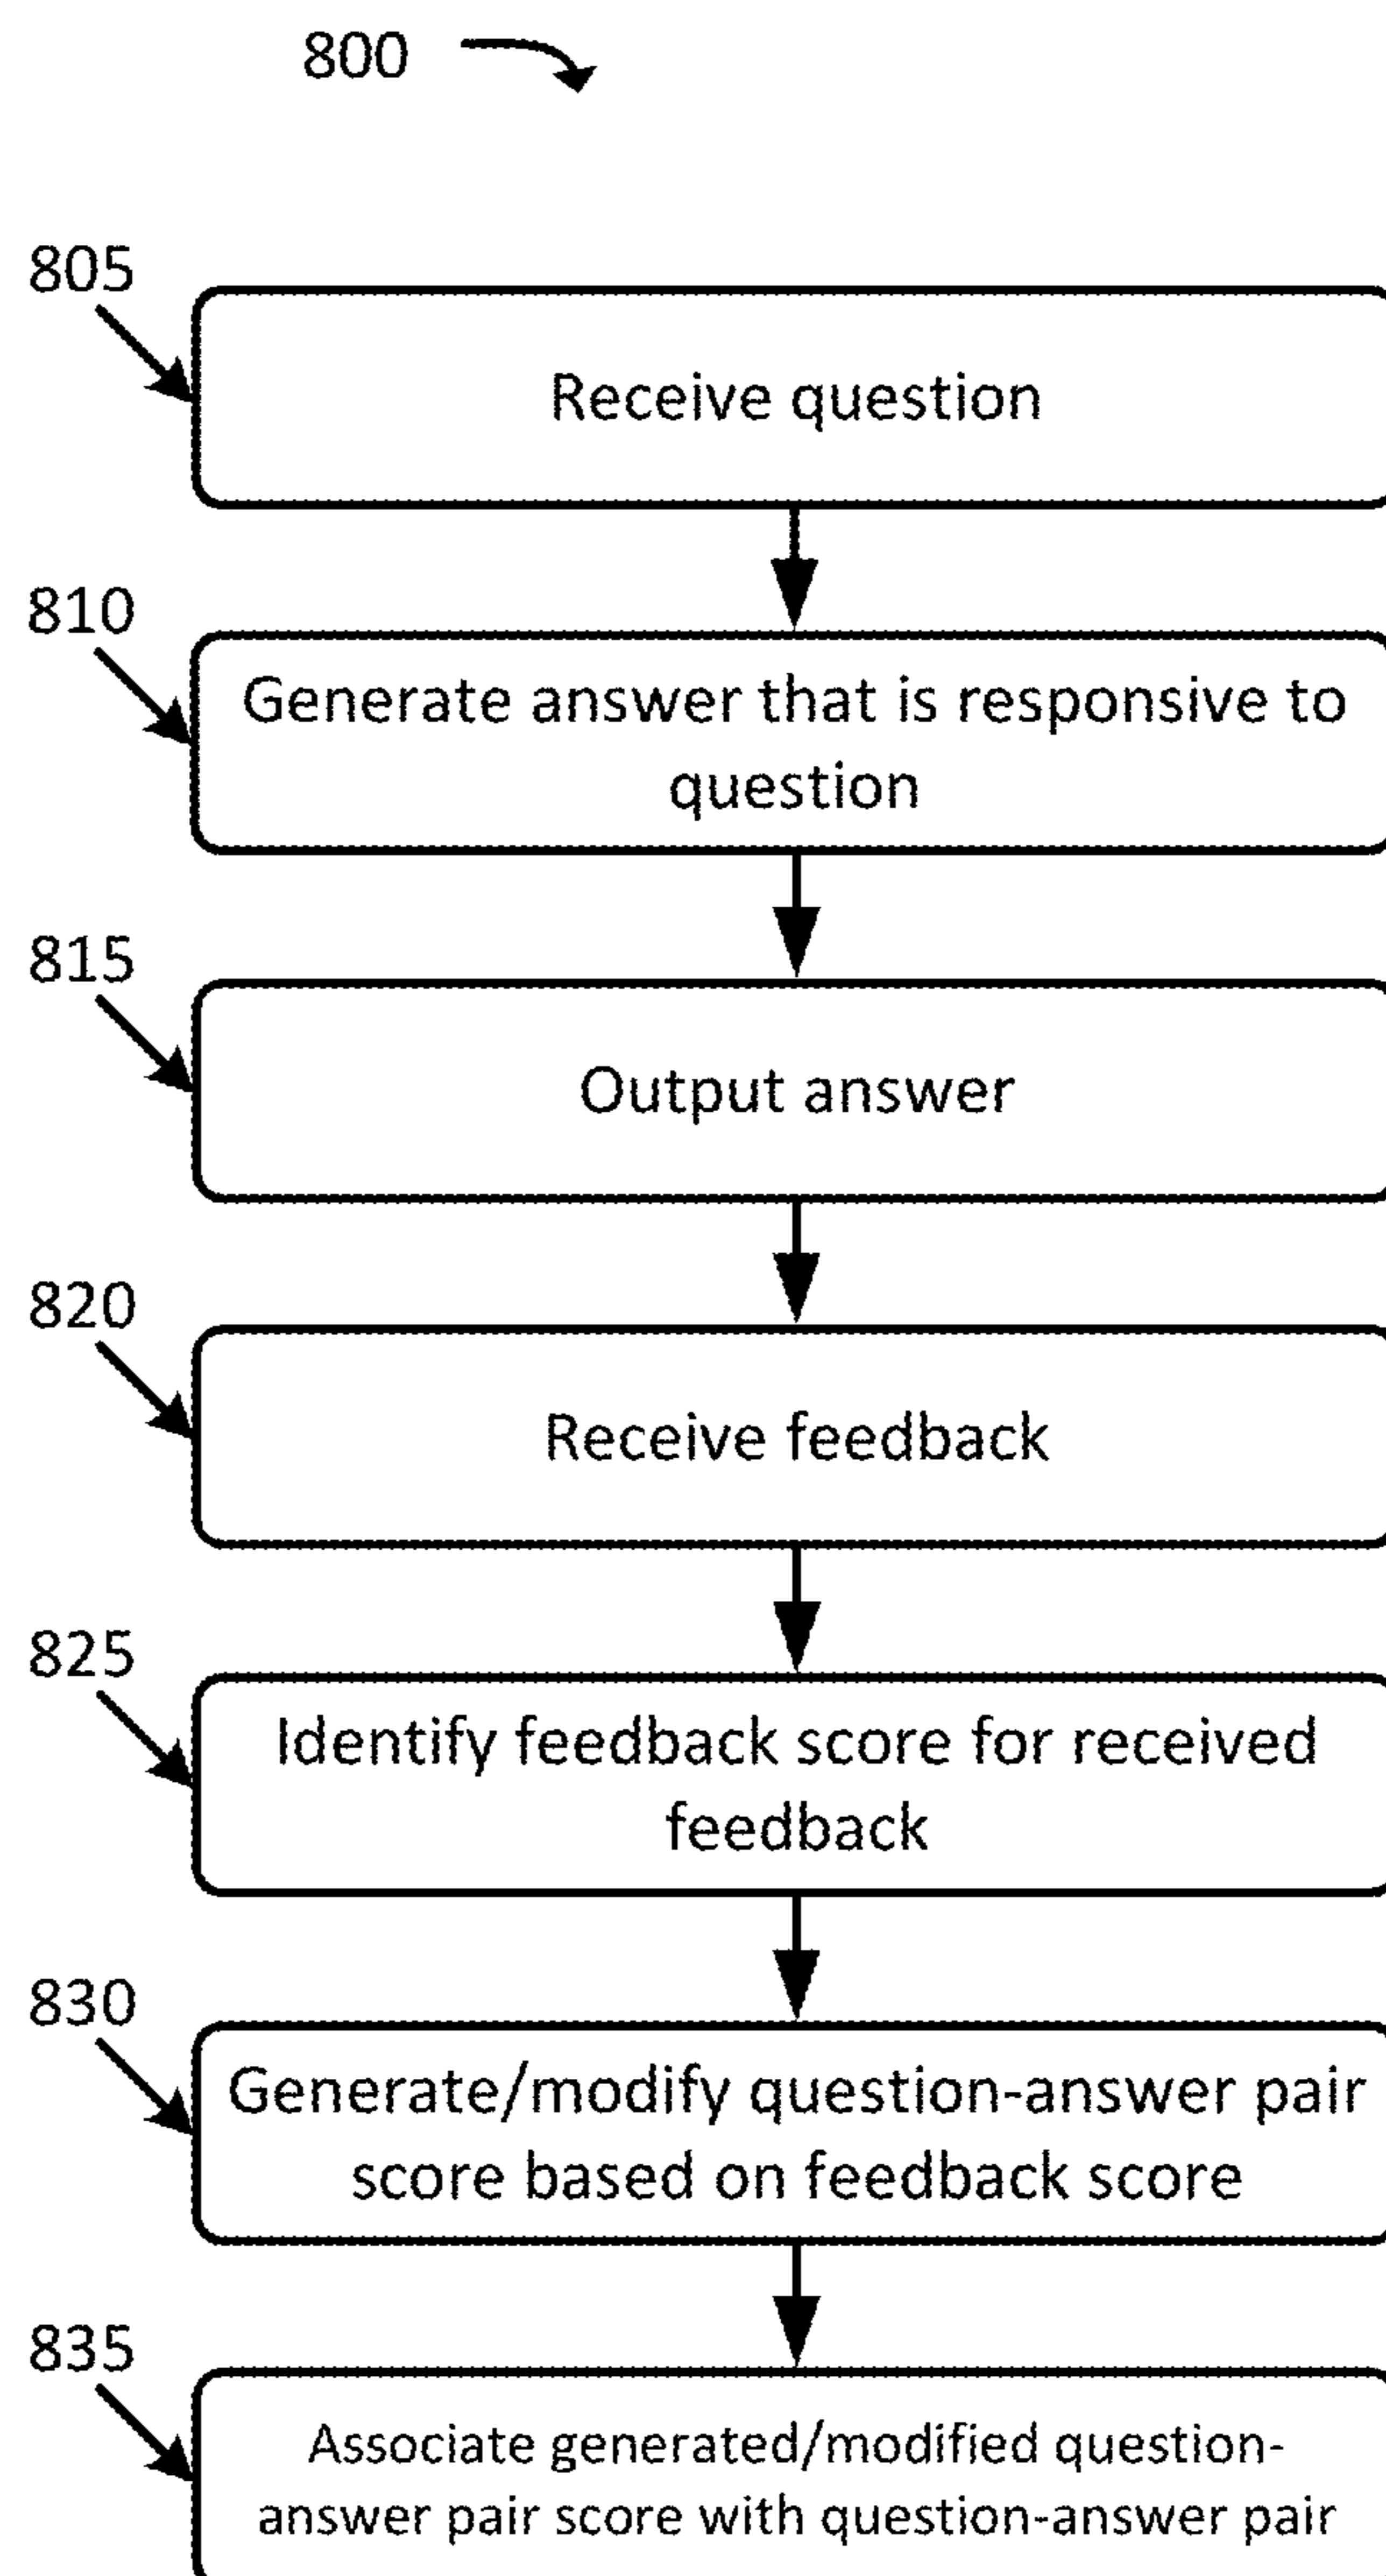 800
805
Receive question
810
Generate answer that is responsive to
question
815
Output answer
820
Receive feedback
825
Identify feedback score for received
feedback
830
Generate/modify question-answer pair
score based on feedback score
835
Associate generated/modified question-
answer pair score with question-answer pair